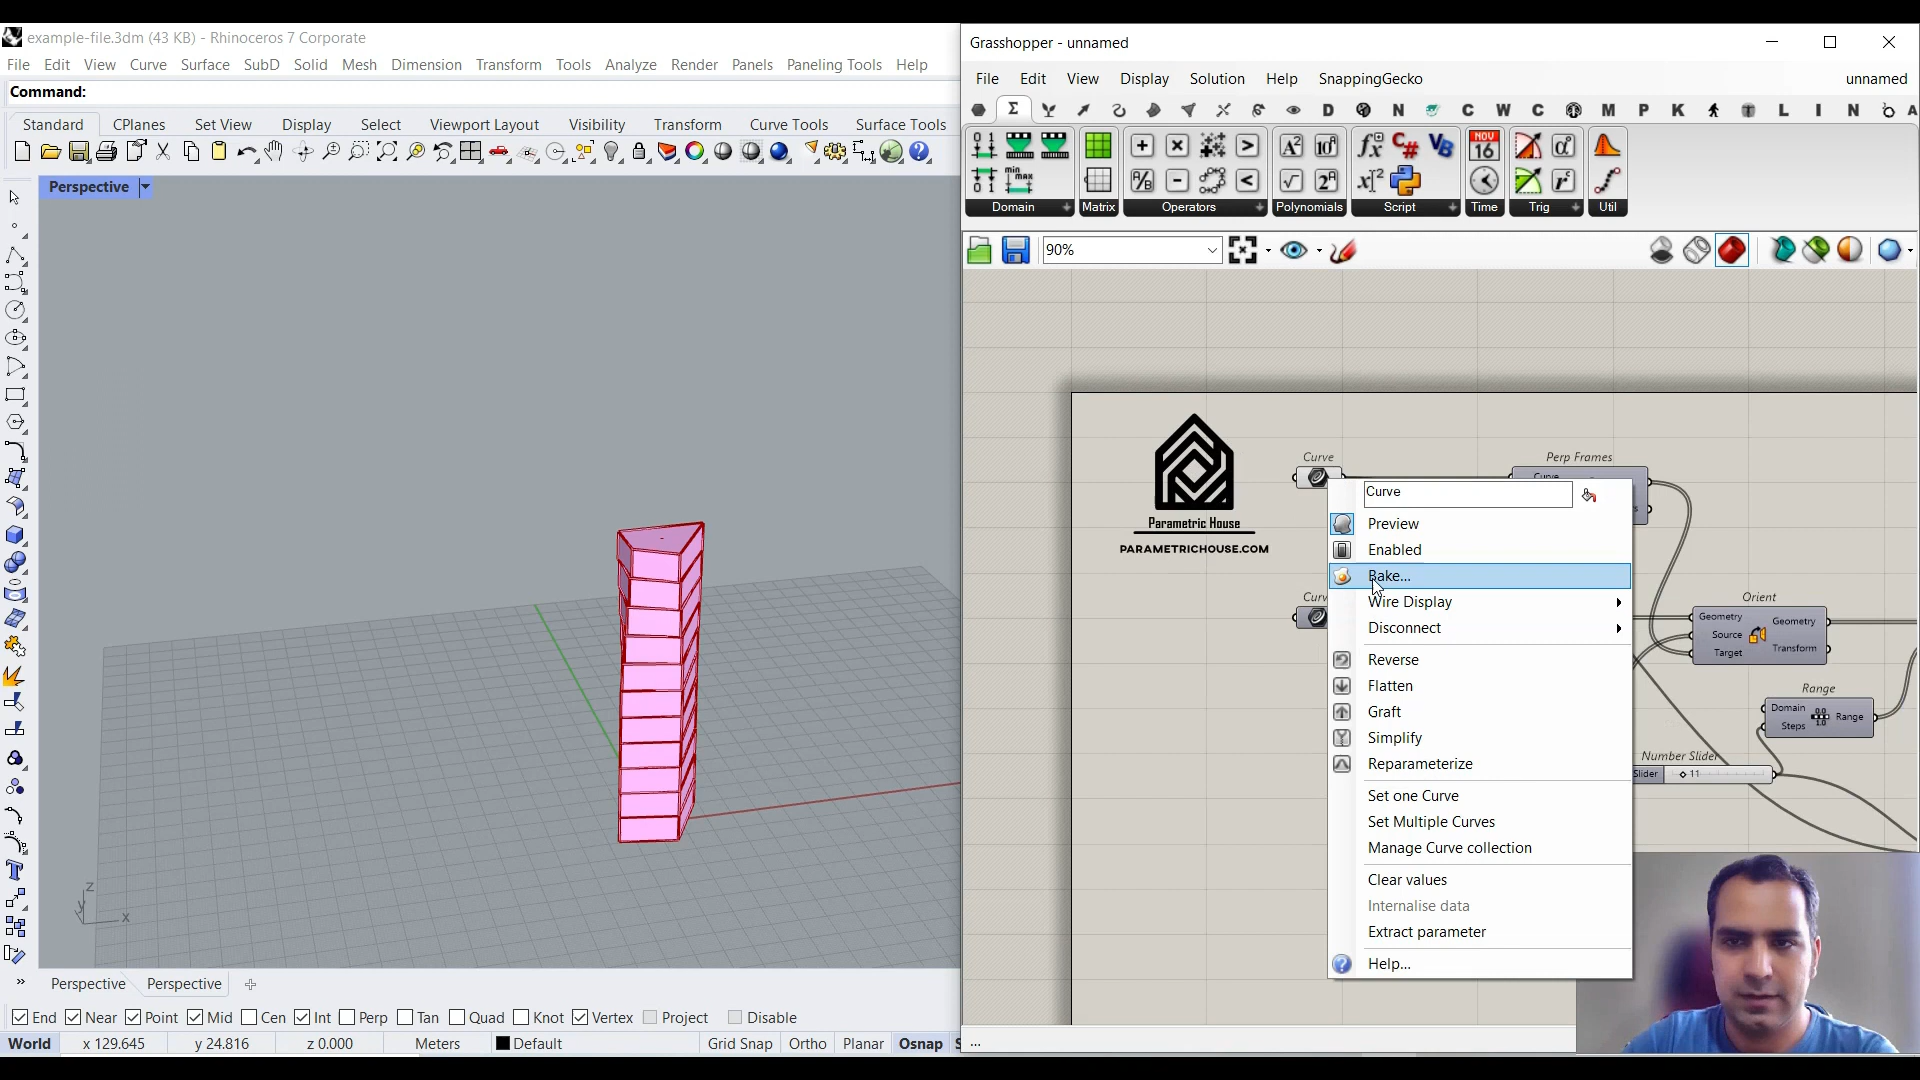 example-file.3dm (43 KB) - Rhinoceros 7 Corporate
File Edit View Curve Surface SubD Solid Mesh Dimension Transform Tools Analyze Render Panels Paneling Tools Help
Command:
Standard CPlanes Set View Display Select Viewport Layout Visibility Transform Curve Tools Surface Tools
Perspective
z
y
x
Perspective Perspective
End Near Point Mid Cen Int Perp Tan Quad Knot Vertex Project Disable
World x 129.645 y 24.816 z 0.000 Meters Default Grid Snap Ortho Planar Osnap S
Grasshopper - unnamed
File Edit View Display Solution Help SnappingGecko unnamed
D N C W C M P K L I N A
Domain Matrix Operators Polynomials Script Time Trig Util
90%
Parametric House
PARAMETRICHOUSE.COM
Curve
Perp Frames
Curve
Curve
Preview
Enabled
Bake...
Wire Display
Disconnect
Reverse
Flatten
Graft
Simplify
Reparameterize
Set one Curve
Set Multiple Curves
Manage Curve collection
Clear values
Internalise data
Extract parameter
Help...
Curv
Orient
Geometry Geometry
Source
Target Transform
Range
Domain
Steps Range
Number Slider
Slider 11
...